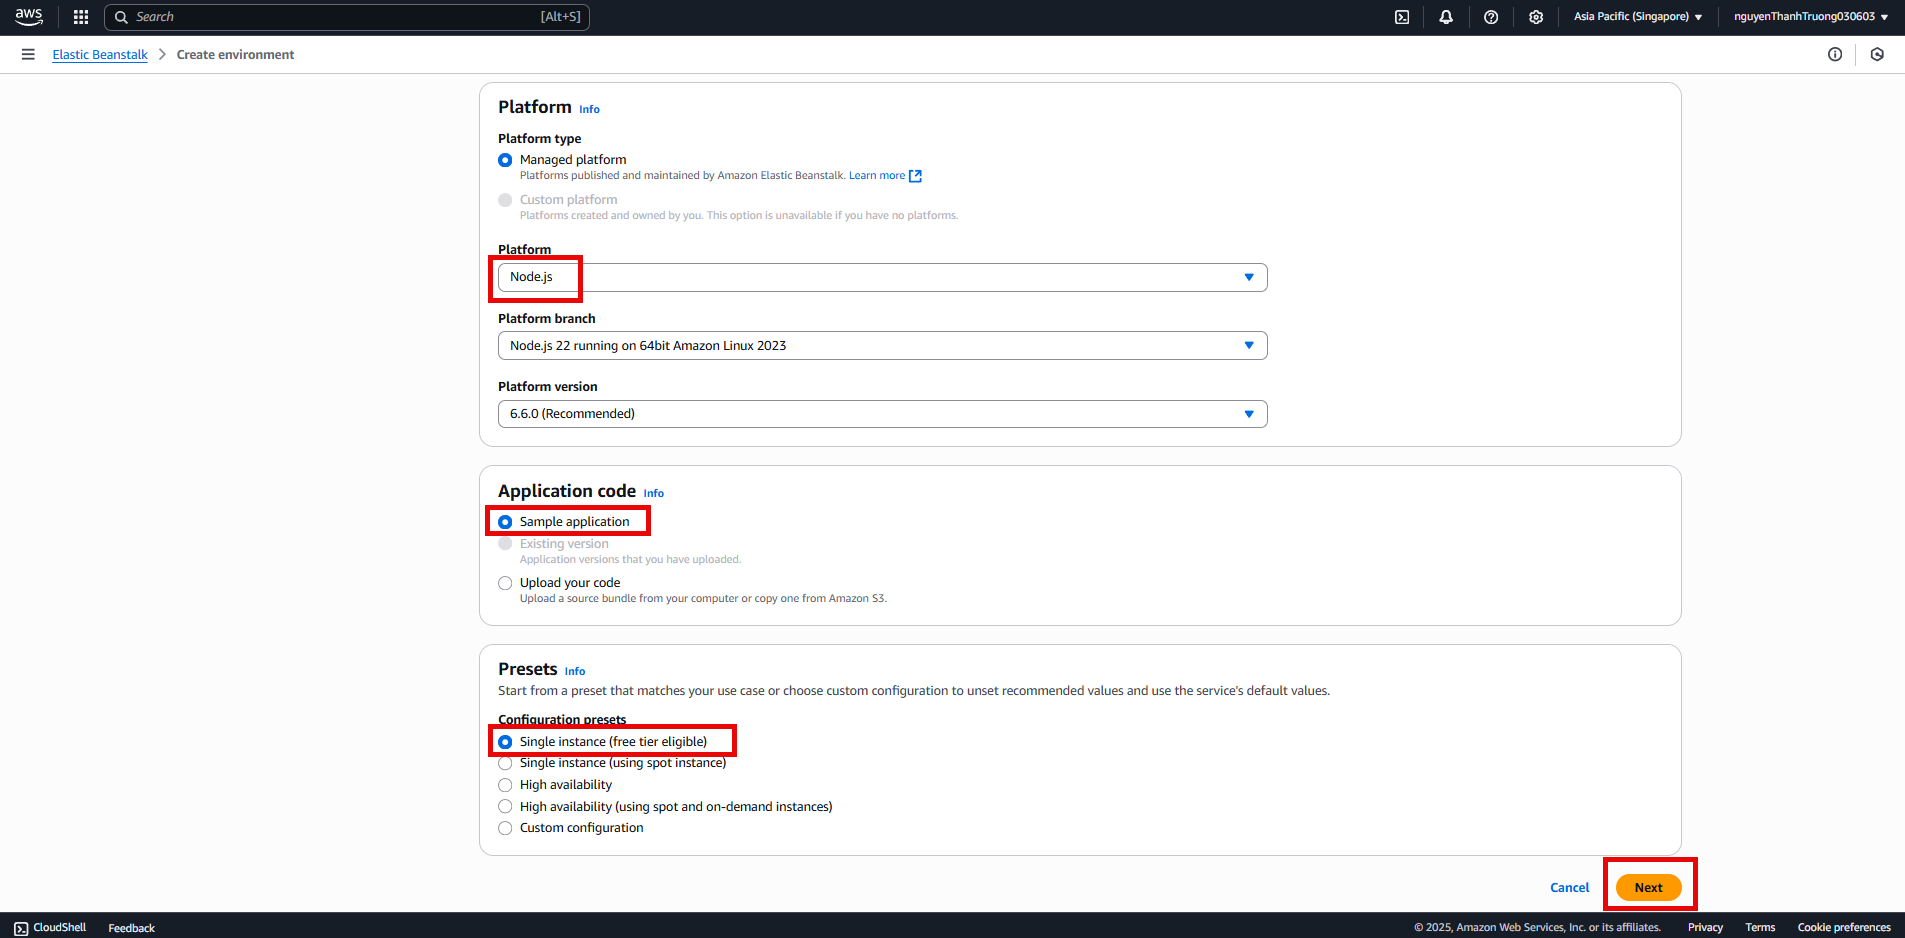 aws
Search [Alt+S]
Asia Pacific (Singapore)
nguyenThanhTruong030603
Elastic Beanstalk
Create environment
Platform Info
Platform type
Managed platform
Platforms published and maintained by Amazon Elastic Beanstalk. Learn more
Custom platform
Platforms created and owned by you. This option is unavailable if you have no platforms.
Platform
Node.js
Platform branch
Node.js 22 running on 64bit Amazon Linux 2023
Platform version
6.6.0 (Recommended)
Application code Info
Sample application
Existing version
Application versions that you have uploaded.
Upload your code
Upload a source bundle from your computer or copy one from Amazon S3.
Presets Info
Start from a preset that matches your use case or choose custom configuration to unset recommended values and use the service's default values.
Configuration presets
Single instance (free tier eligible)
Single instance (using spot instance)
High availability
High availability (using spot and on-demand instances)
Custom configuration
Cancel
Next
CloudShell
Feedback
© 2025, Amazon Web Services, Inc. or its affiliates.
Privacy
Terms
Cookie preferences